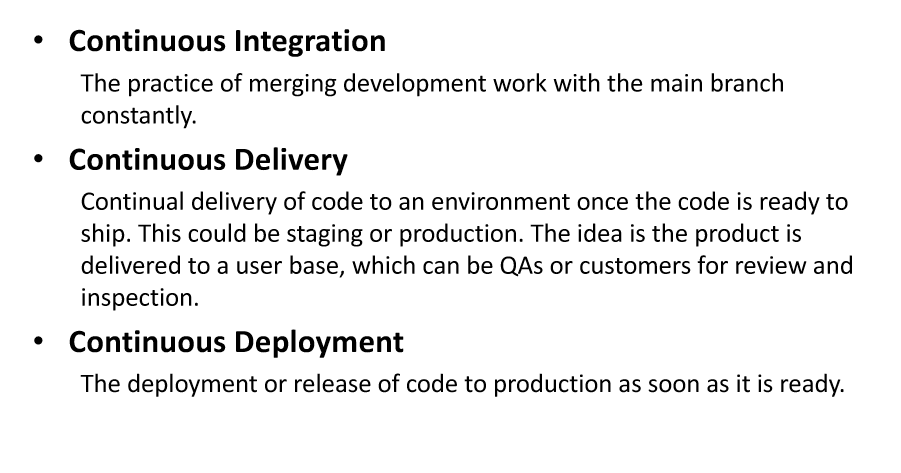 • Continuous Integration
The practice of merging development work with the main branch
constantly.
• Continuous Delivery
Continual delivery of code to an environment once the code is ready to
ship. This could be staging or production. The idea is the product is
delivered to a user base, which can be QAs or customers for review and
inspection.
• Continuous Deployment
The deployment or release of code to production as soon as it is ready.